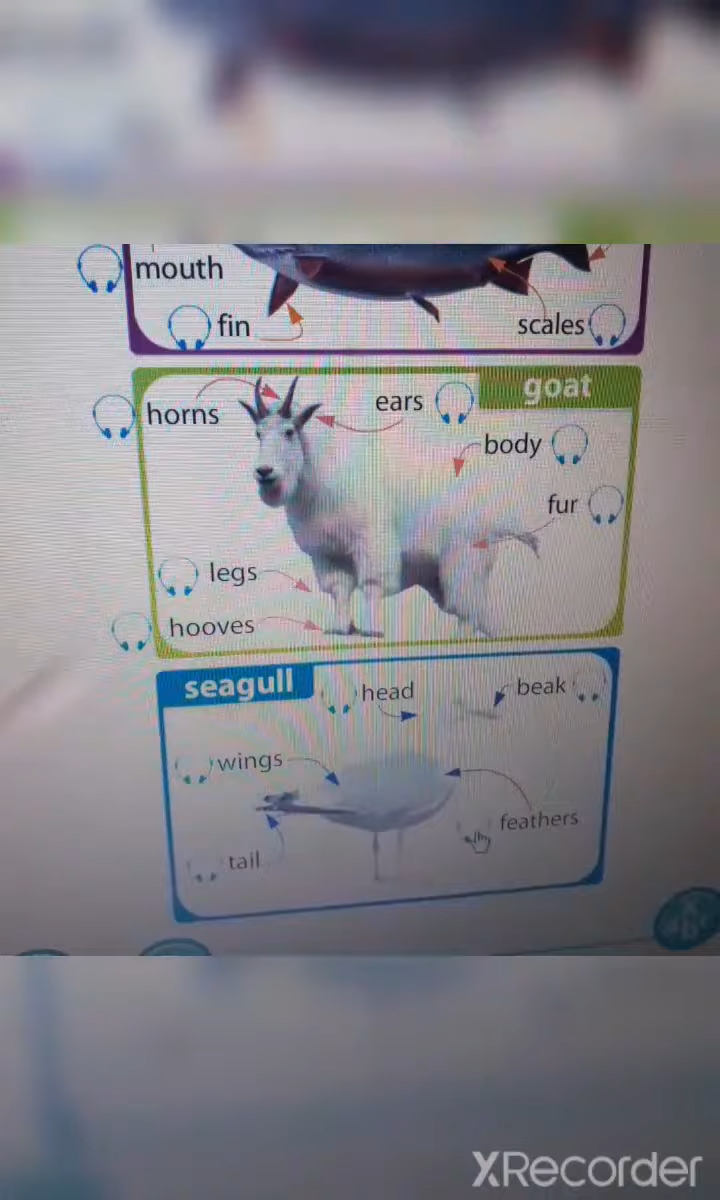 mouth
fin
scales
goat
horns
ears
body
fur
legs
hooves
seagull
head
beak
wings
feathers
tail
XRecorder